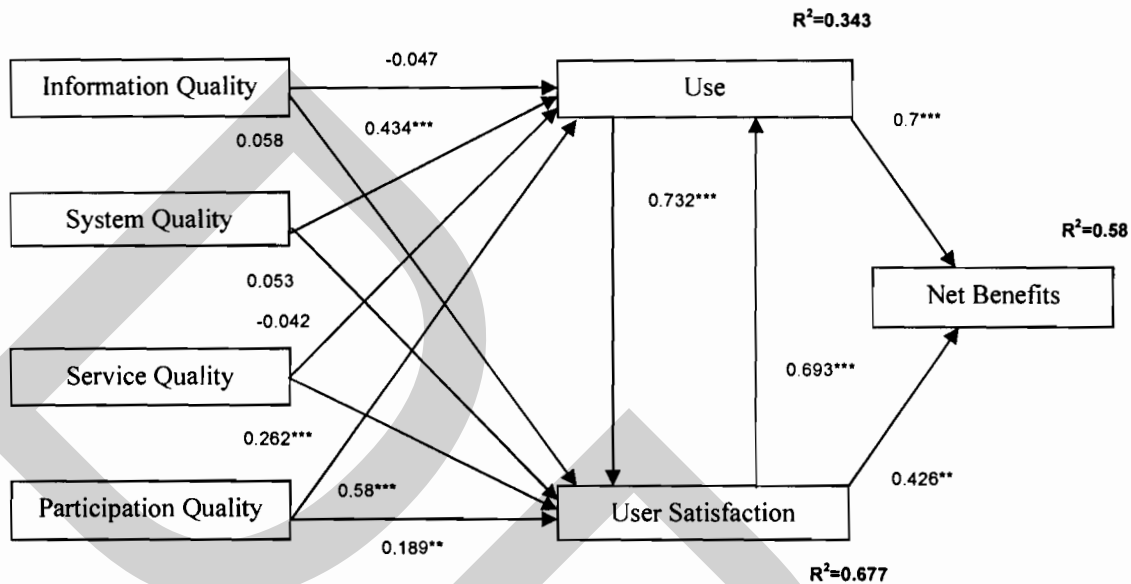 R²=0.343
Information Quality
-0.047
Use
0.058
0.434***
0.7***
System Quality
0.732***
R²=0.58
0.053
Net Benefits
-0.042
Service Quality
0.693***
0.262***
0.58***
0.426**
Participation Quality
User Satisfaction
0.189**
R²=0.677